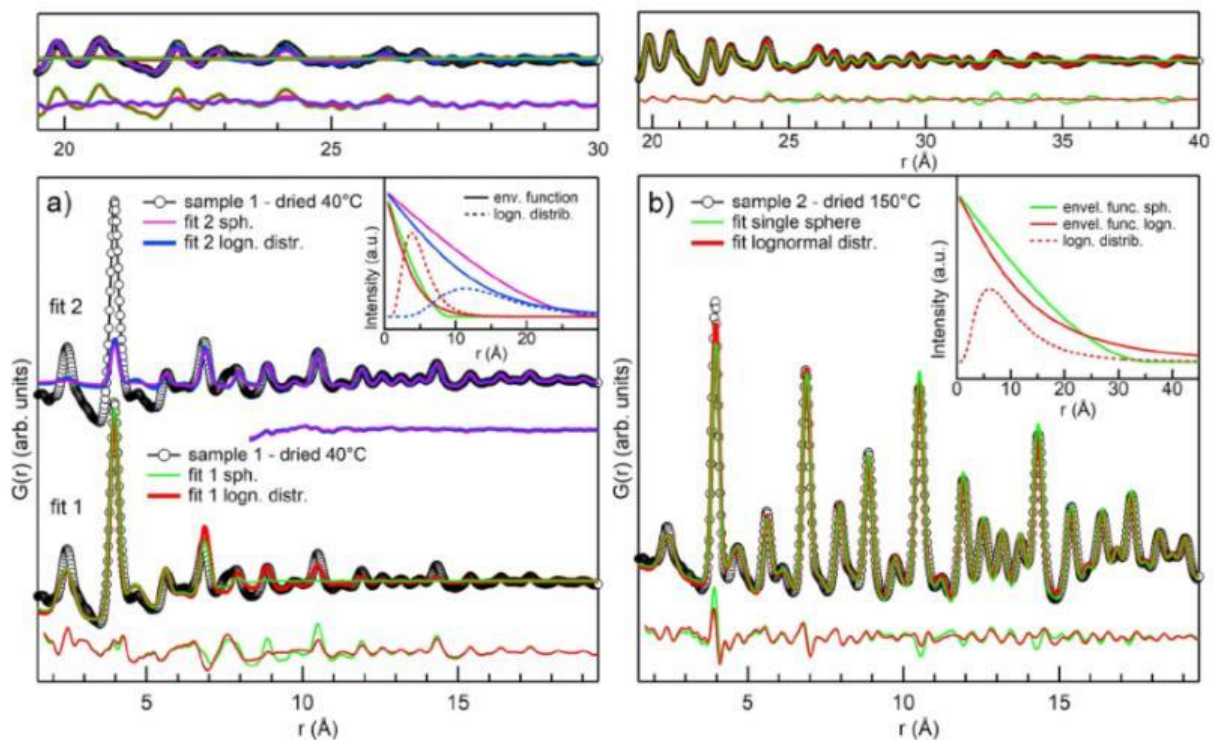 20 25 30
r (Å)
20 25 30 35 40
r (Å)
a)
sample 1 - dried 40°C
fit 2 sph.
fit 2 logn. distr.
env. function
logn. distrib.
Intensity (a.u.)
0 10 20
r (Å)
fit 2
sample 1 - dried 40°C
fit 1 sph.
fit 1 logn. distr.
fit 1
G(r) (arb. units)
5 10 15
r (Å)
b)
sample 2 - dried 150°C
fit single sphere
fit lognormal distr.
envel. func. sph.
envel. func. logn.
logn. distrib.
Intensity (a.u.)
0 10 20 30 40
r (Å)
G(r) (arb. units)
5 10 15
r (Å)